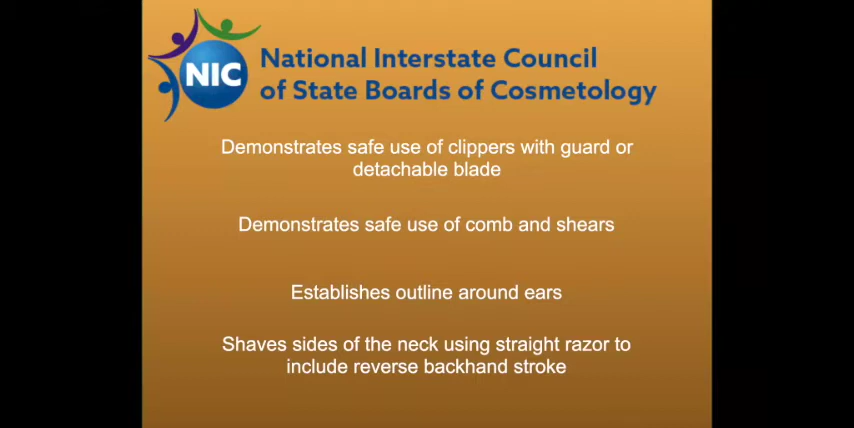 NIC
National Interstate Council
of State Boards of Cosmetology
Demonstrates safe use of clippers with guard or
detachable blade
Demonstrates safe use of comb and shears
Establishes outline around ears
Shaves sides of the neck using straight razor to
include reverse backhand stroke